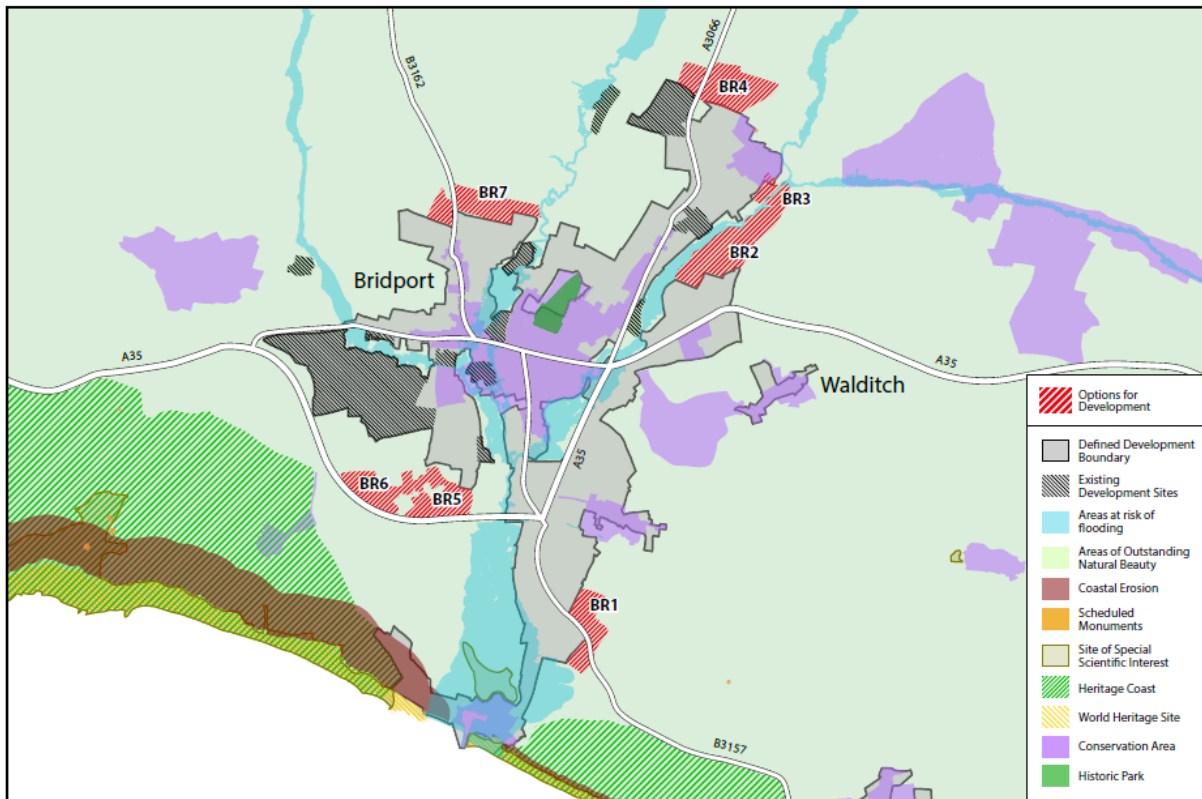 B3162
A3066
BR4
BR7
BR3
BR2
Bridport
A35
A35
Walditch
A35
BR6
BR5
BR1
B3157
Options for
Development
Defined Development
Boundary
Existing
Development Sites
Areas at risk of
flooding
Areas of Outstanding
Natural Beauty
Coastal Erosion
Scheduled
Monuments
Site of Special
Scientific Interest
Heritage Coast
World Heritage Site
Conservation Area
Historic Park